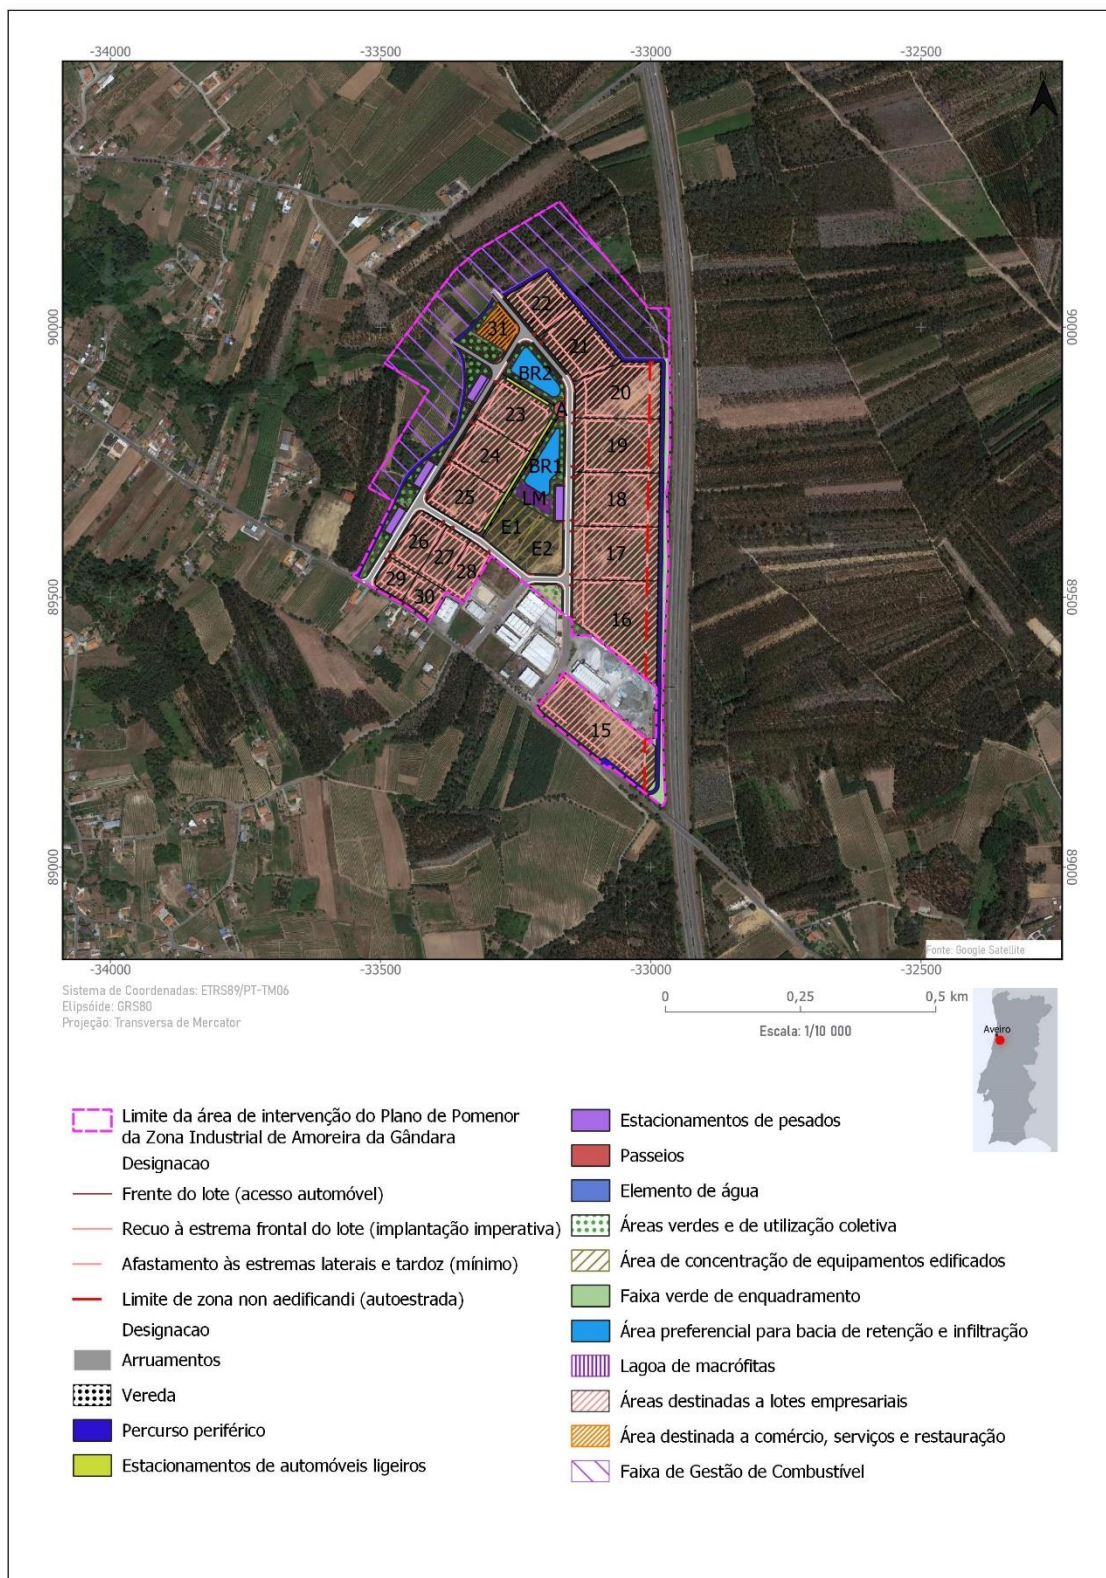 -34000
-33500
-33000
-32500
N
90000
90000
22
31
21
BR2
20
23
A
19
24
BR1
18
25
LM
E1
17
E2
26
27
28
29
30
89500
89500
16
15
89000
89000
Fonte: Google Satellite
-34000
-33500
-33000
-32500
Sistema de Coordenadas: ETRS89/PT-TM06
Elipsóide: GRS80
Projeção: Transversa de Mercator
0 0,25 0,5 km
Escala: 1/10 000
Aveiro
Limite da área de intervenção do Plano de Pomenor
da Zona Industrial de Amoreira da Gândara
Designacao
Frente do lote (acesso automóvel)
Recuo à estrema frontal do lote (implantação imperativa)
Afastamento às estremas laterais e tardoz (mínimo)
Limite de zona non aedificandi (autoestrada)
Designacao
Arruamentos
Vereda
Percurso periférico
Estacionamentos de automóveis ligeiros
Estacionamentos de pesados
Passeios
Elemento de água
Áreas verdes e de utilização coletiva
Área de concentração de equipamentos edificados
Faixa verde de enquadramento
Área preferencial para bacia de retenção e infiltração
Lagoa de macrófitas
Áreas destinadas a lotes empresariais
Área destinada a comércio, serviços e restauração
Faixa de Gestão de Combustível